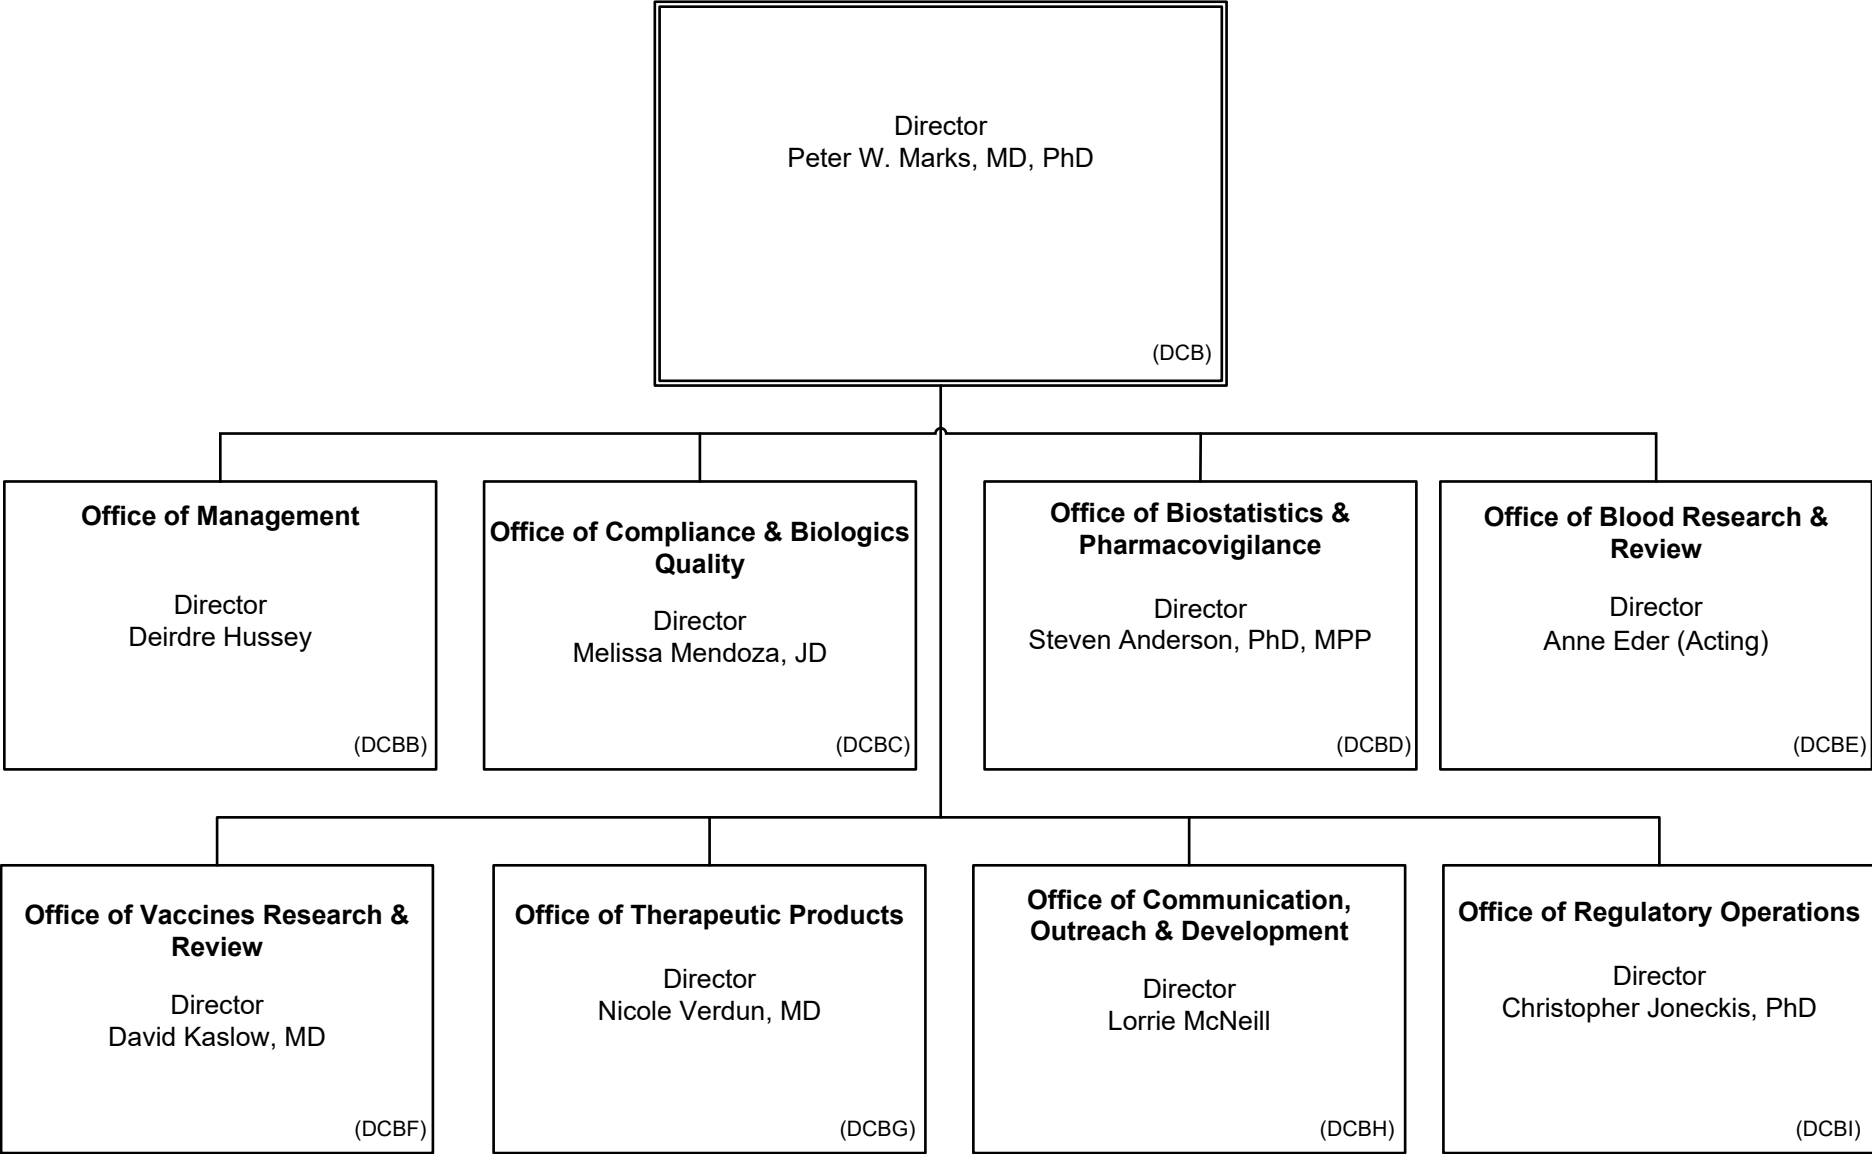 Director
Peter W. Marks, MD, PhD
(DCB)
Office of Management
Director
Deirdre Hussey
(DCBB)
Office of Compliance & Biologics
Quality
Director
Melissa Mendoza, JD
(DCBC)
Office of Biostatistics &
Pharmacovigilance
Director
Steven Anderson, PhD, MPP
(DCBD)
Office of Blood Research &
Review
Director
Anne Eder (Acting)
(DCBE)
Office of Vaccines Research &
Review
Director
David Kaslow, MD
(DCBF)
Office of Therapeutic Products
Director
Nicole Verdun, MD
(DCBG)
Office of Communication,
Outreach & Development
Director
Lorrie McNeill
(DCBH)
Office of Regulatory Operations
Director
Christopher Joneckis, PhD
(DCBI)